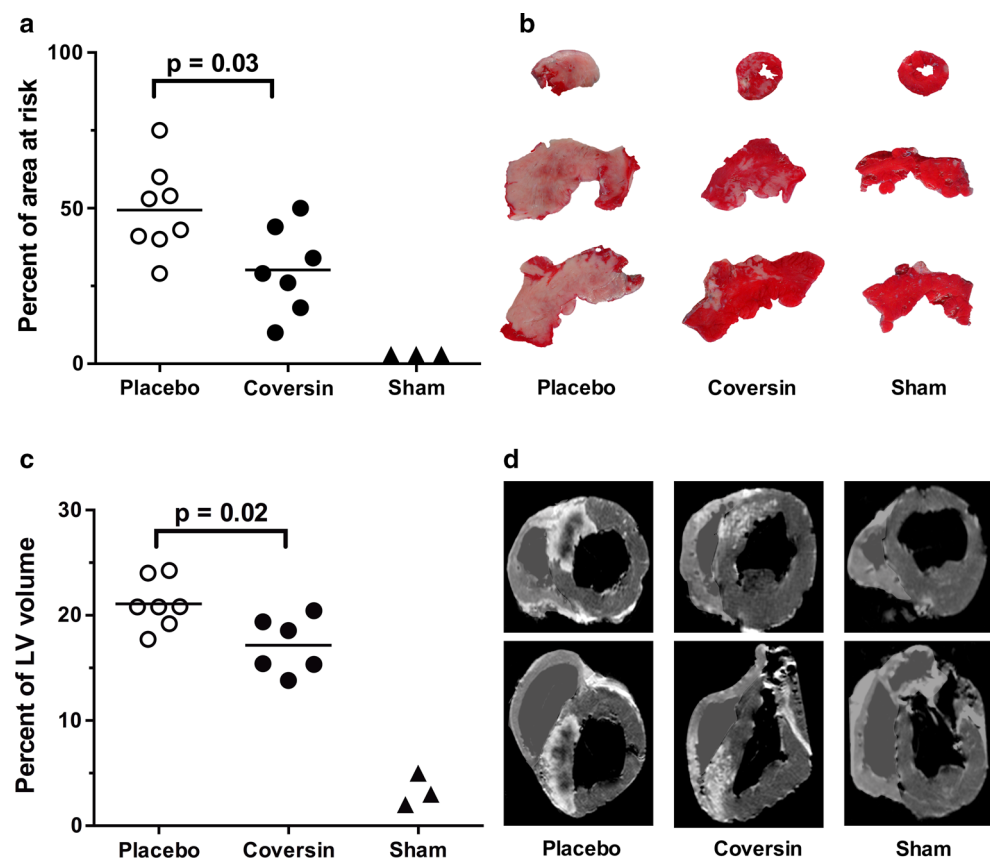 a
Percent of area at risk
100
50
0
p = 0.03
Placebo Coversin Sham
b
Placebo Coversin Sham
c
Percent of LV volume
30
20
10
0
p = 0.02
Placebo Coversin Sham
d
Placebo Coversin Sham